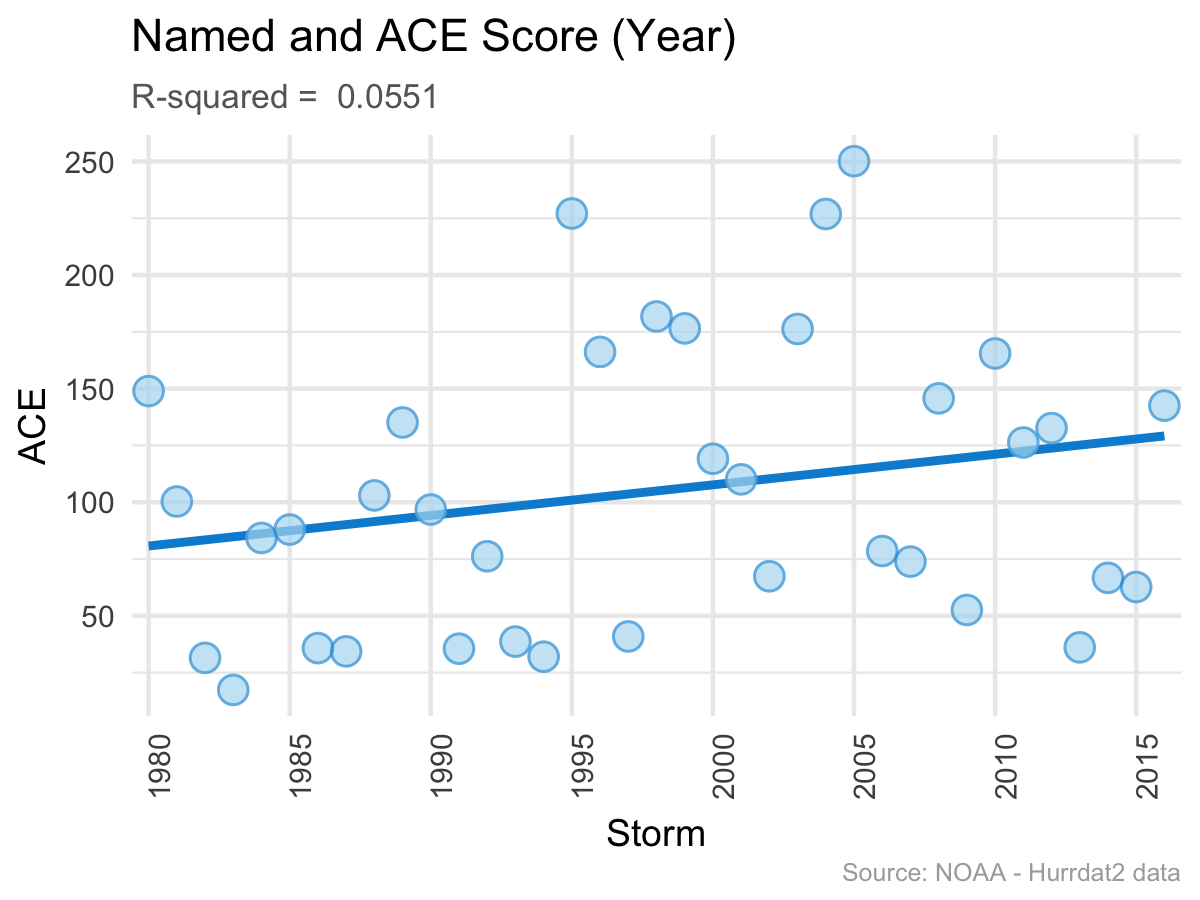 Named and ACE Score (Year)
R-squared =  0.0551
250
200
150
100
50
ACE
1980
1985
1990
1995
2000
2005
2010
2015
Storm
Source: NOAA - Hurrdat2 data